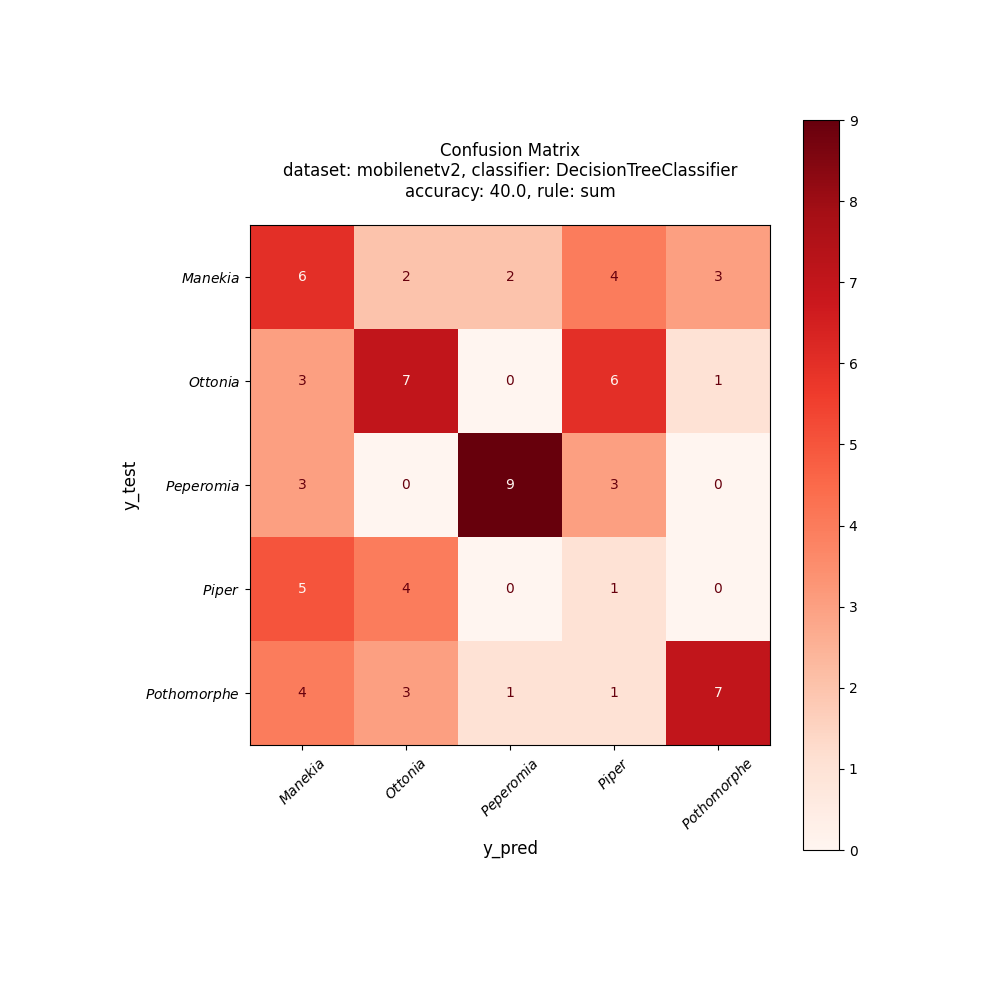 Confusion Matrix
dataset: mobilenetv2, classifier: DecisionTreeClassifier
accuracy: 40.0, rule: sum
y_test
Manekia 6 2 2 4 3
Ottonia 3 7 0 6 1
Peperomia 3 0 9 3 0
Piper 5 4 0 1 0
Pothomorphe 4 3 1 1 7
Manekia Ottonia Peperomia Piper Pothomorphe
y_pred
9
8
7
6
5
4
3
2
1
0